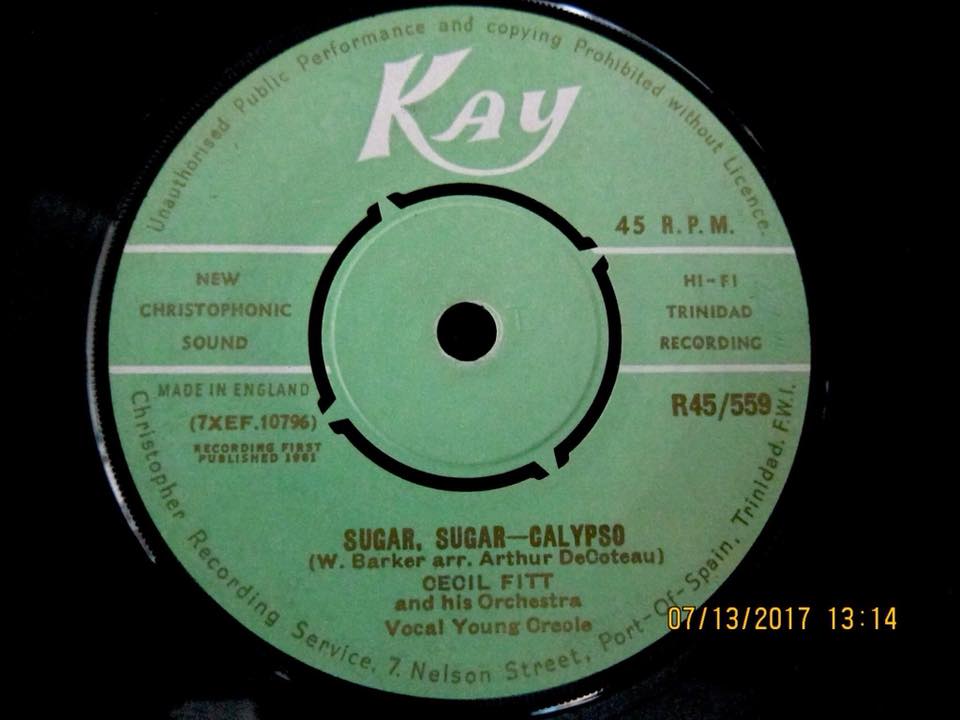 Unauthorised Public Performance and copying Prohibited without Licence.
Kay
45 R.P.M.
NEW
CHRISTOPHONIC
SOUND
HI-FI
TRINIDAD
RECORDING
MADE IN ENGLAND
(7XEF.10796)
RECORDING FIRST
PUBLISHED 1961
R45/559
SUGAR, SUGAR—CALYPSO
(W. Barker arr. Arthur DeCoteau)
CECIL FITT
and his Orchestra
Vocal Young Creole
Christopher Recording Service, 7 Nelson Street, Port-Of-Spain, Trinidad. F.W.I.
07/13/2017 13:14